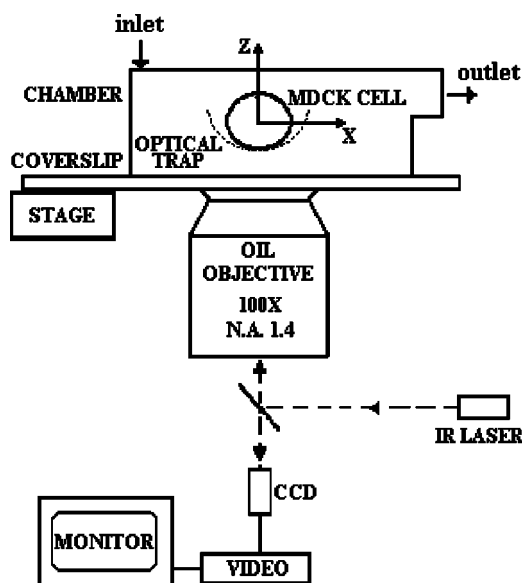 inlet
Z
outlet
CHAMBER
MDCK CELL
X
OPTICAL
TRAP
COVERSLIP
STAGE
OIL
OBJECTIVE
100X
N.A. 1.4
IR LASER
CCD
MONITOR
VIDEO